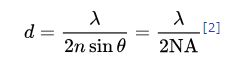 d = λ / (2n sin θ) = λ / (2NA) [2]